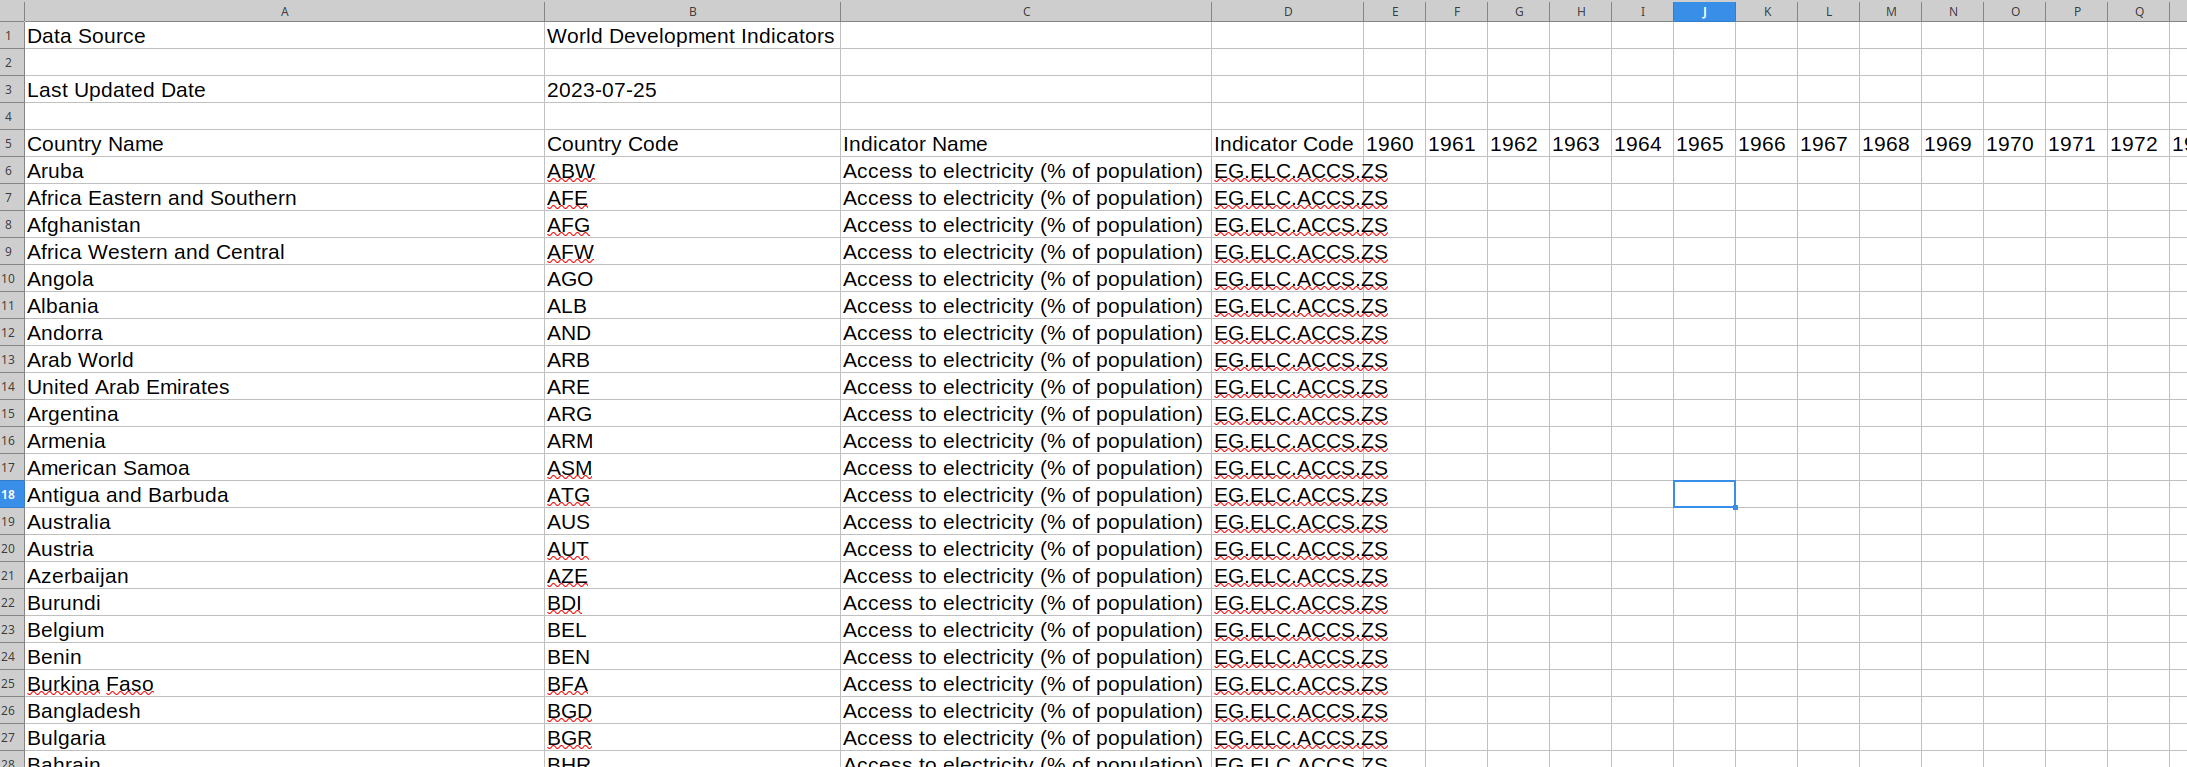 A B C D E F G H I J K L M N O P Q
1 Data Source World Development Indicators
2
3 Last Updated Date 2023-07-25
4
5 Country Name Country Code Indicator Name Indicator Code 1960 1961 1962 1963 1964 1965 1966 1967 1968 1969 1970 1971 1972
6 Aruba ABW Access to electricity (% of population) EG.ELC.ACCS.ZS
7 Africa Eastern and Southern AFE Access to electricity (% of population) EG.ELC.ACCS.ZS
8 Afghanistan AFG Access to electricity (% of population) EG.ELC.ACCS.ZS
9 Africa Western and Central AFW Access to electricity (% of population) EG.ELC.ACCS.ZS
10 Angola AGO Access to electricity (% of population) EG.ELC.ACCS.ZS
11 Albania ALB Access to electricity (% of population) EG.ELC.ACCS.ZS
12 Andorra AND Access to electricity (% of population) EG.ELC.ACCS.ZS
13 Arab World ARB Access to electricity (% of population) EG.ELC.ACCS.ZS
14 United Arab Emirates ARE Access to electricity (% of population) EG.ELC.ACCS.ZS
15 Argentina ARG Access to electricity (% of population) EG.ELC.ACCS.ZS
16 Armenia ARM Access to electricity (% of population) EG.ELC.ACCS.ZS
17 American Samoa ASM Access to electricity (% of population) EG.ELC.ACCS.ZS
18 Antigua and Barbuda ATG Access to electricity (% of population) EG.ELC.ACCS.ZS
19 Australia AUS Access to electricity (% of population) EG.ELC.ACCS.ZS
20 Austria AUT Access to electricity (% of population) EG.ELC.ACCS.ZS
21 Azerbaijan AZE Access to electricity (% of population) EG.ELC.ACCS.ZS
22 Burundi BDI Access to electricity (% of population) EG.ELC.ACCS.ZS
23 Belgium BEL Access to electricity (% of population) EG.ELC.ACCS.ZS
24 Benin BEN Access to electricity (% of population) EG.ELC.ACCS.ZS
25 Burkina Faso BFA Access to electricity (% of population) EG.ELC.ACCS.ZS
26 Bangladesh BGD Access to electricity (% of population) EG.ELC.ACCS.ZS
27 Bulgaria BGR Access to electricity (% of population) EG.ELC.ACCS.ZS
28 Bahrain BHR Access to electricity (% of population) EG.ELC.ACCS.ZS